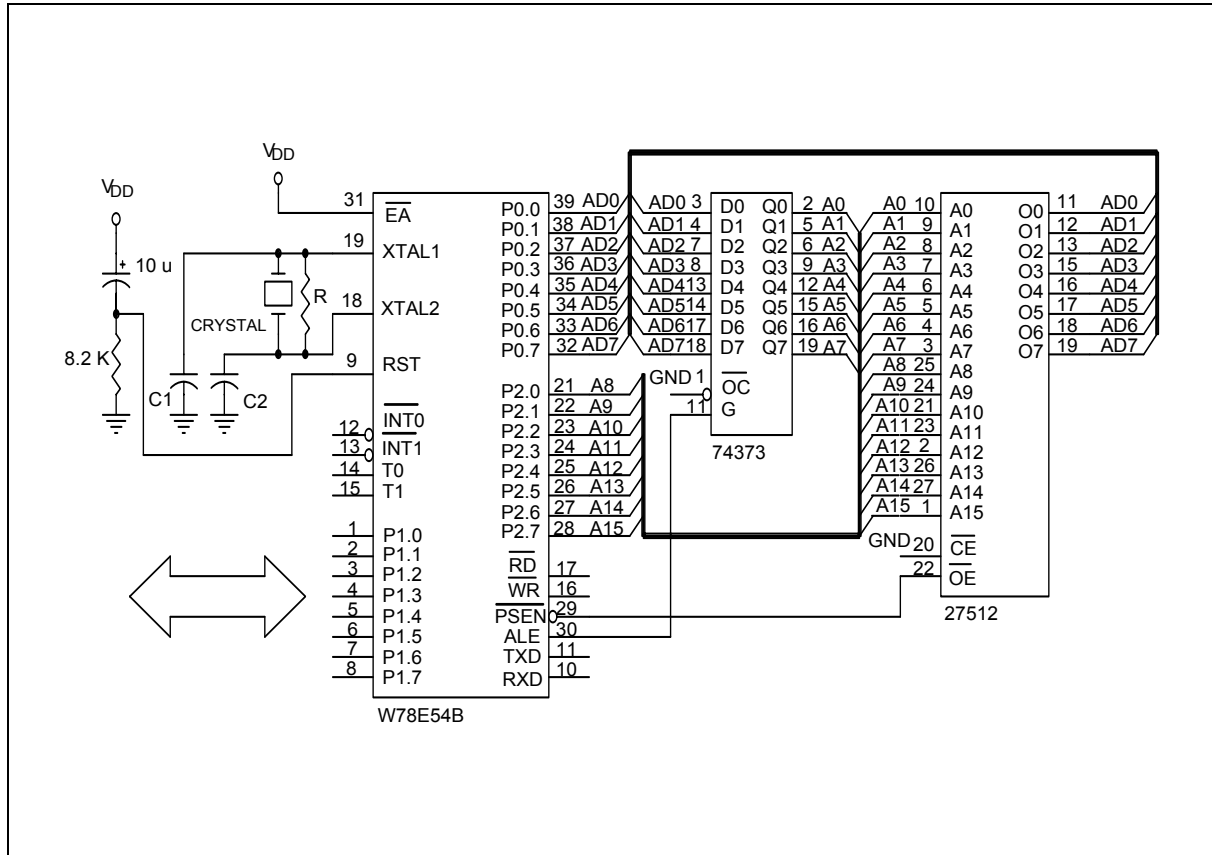 VDD
VDD
10 u
+
8.2 K
C1
C2
CRYSTAL
R
31 EA
19 XTAL1
18 XTAL2
9 RST
12 INT0
13 INT1
14 T0
15 T1
1 P1.0
2 P1.1
3 P1.2
4 P1.3
5 P1.4
6 P1.5
7 P1.6
8 P1.7
P0.0 39 AD0
P0.1 38 AD1
P0.2 37 AD2
P0.3 36 AD3
P0.4 35 AD4
P0.5 34 AD5
P0.6 33 AD6
P0.7 32 AD7
P2.0 21 A8
P2.1 22 A9
P2.2 23 A10
P2.3 24 A11
P2.4 25 A12
P2.5 26 A13
P2.6 27 A14
P2.7 28 A15
RD 17
WR 16
PSEN 29
ALE 30
TXD 11
RXD 10
W78E54B
AD0 3 D0 Q0 2 A0
AD1 4 D1 Q1 5 A1
AD2 7 D2 Q2 6 A2
AD3 8 D3 Q3 9 A3
AD4 13 D4 Q4 12 A4
AD5 14 D5 Q5 15 A5
AD6 17 D6 Q6 16 A6
AD7 18 D7 Q7 19 A7
GND 1 OC
11 G
74373
A0 10 A0 O0 11 AD0
A1 9 A1 O1 12 AD1
A2 8 A2 O2 13 AD2
A3 7 A3 O3 15 AD3
A4 6 A4 O4 16 AD4
A5 5 A5 O5 17 AD5
A6 4 A6 O6 18 AD6
A7 3 A7 O7 19 AD7
A8 25 A8
A9 24 A9
A10 21 A10
A11 23 A11
A12 2 A12
A13 26 A13
A14 27 A14
A15 1 A15
GND 20 CE
22 OE
27512